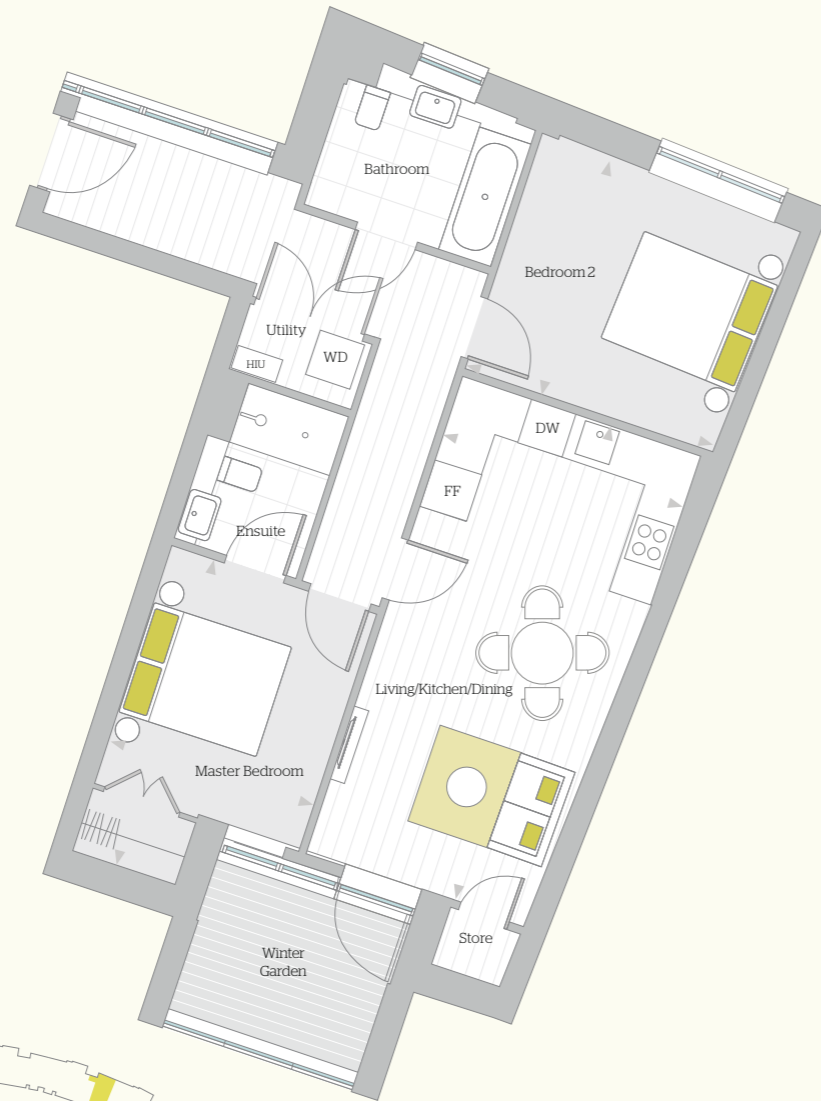 Bathroom
Bedroom 2
Utility
HIU
WD
DW
FF
Ensuite
Living/Kitchen/Dining
Master Bedroom
Store
Winter
Garden